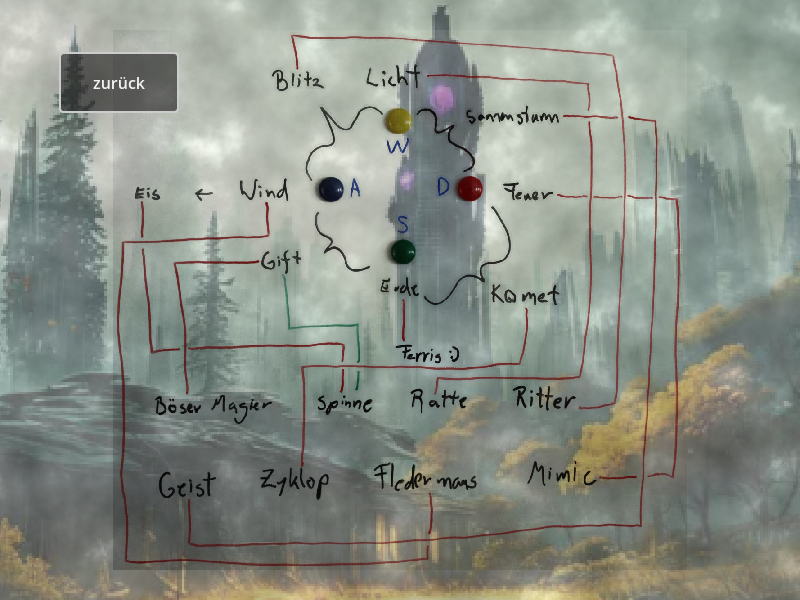 zurück
Blitz
Licht
W
Eis
←
Wind
A
D
Feuer
Gift
S
Erde
Komet
Ferris :)
Böser Magier
Spinne
Ratte
Ritter
Geist
Zyklop
Fledermaus
Mimic